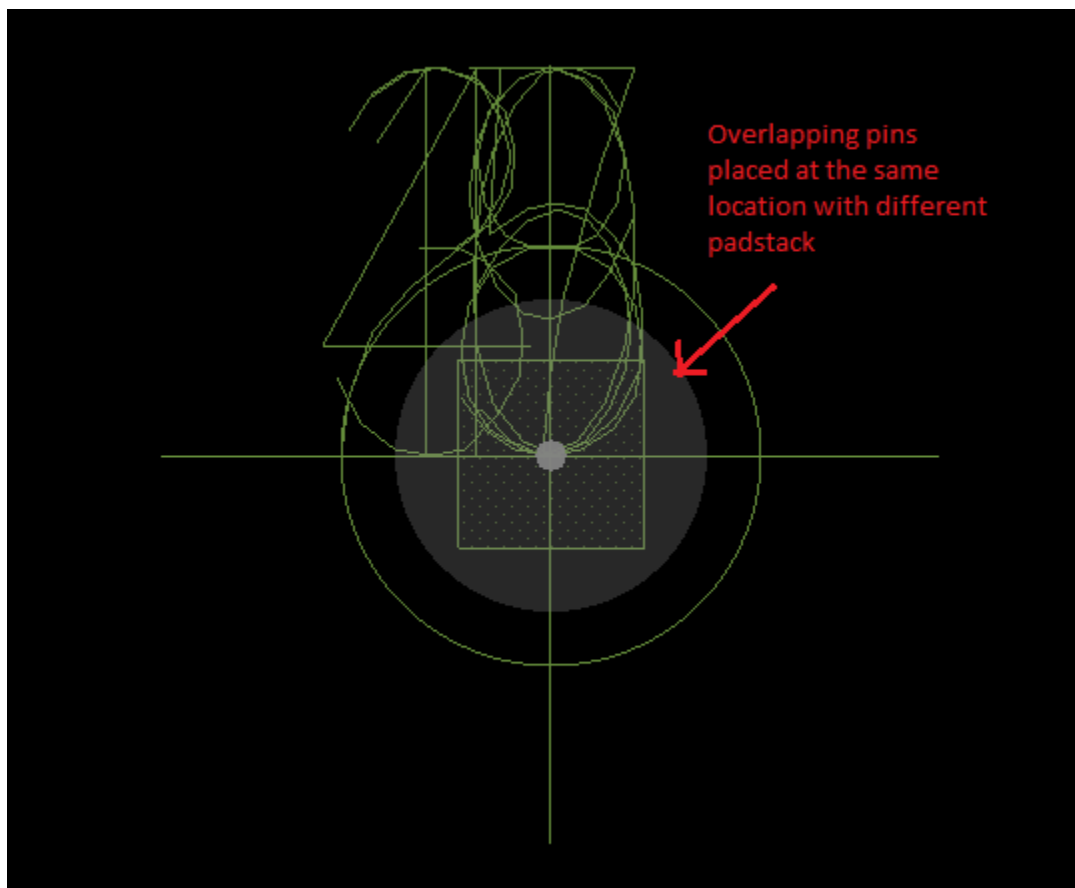 Overlapping pins
placed at the same
location with different
padstack